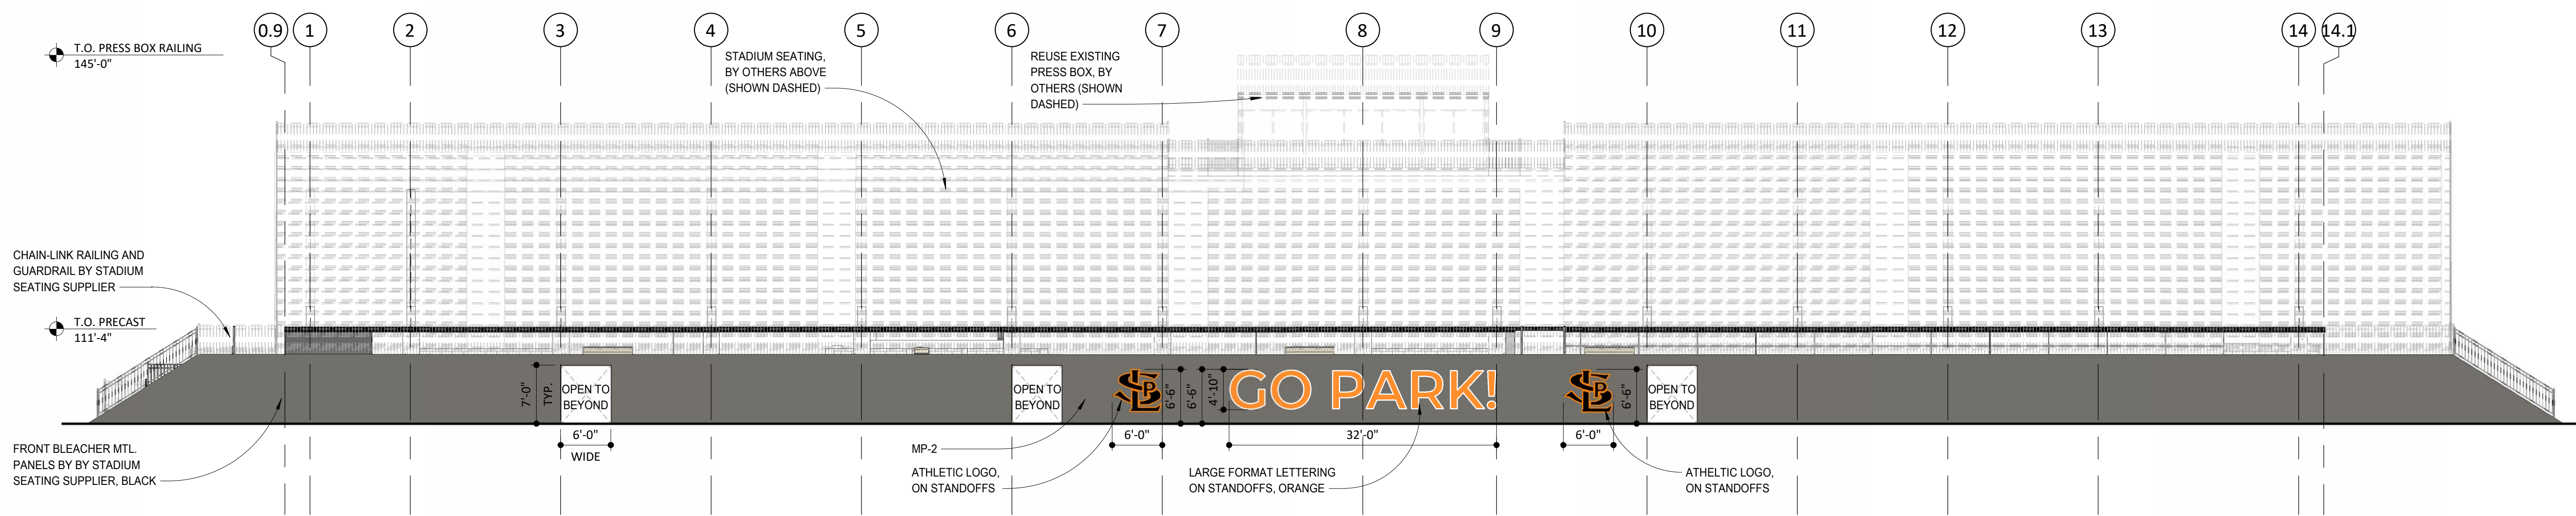 0.9 1 2 3 4 5 6 7 8 9 10 11 12 13 14 14.1
T.O. PRESS BOX RAILING
145'-0"
STADIUM SEATING,
BY OTHERS ABOVE
(SHOWN DASHED)
REUSE EXISTING
PRESS BOX, BY
OTHERS (SHOWN
DASHED)
CHAIN-LINK RAILING AND
GUARDRAIL BY STADIUM
SEATING SUPPLIER
T.O. PRECAST
111'-4"
7'-0"
TYP.
OPEN TO
BEYOND
6'-0"
WIDE
OPEN TO
BEYOND
SLP
6'-6"
6'-6"
4'-10"
GO PARK!
SLP
6'-6"
OPEN TO
BEYOND
6'-0"
32'-0"
6'-0"
FRONT BLEACHER MTL.
PANELS BY BY STADIUM
SEATING SUPPLIER, BLACK
MP-2
ATHLETIC LOGO,
ON STANDOFFS
LARGE FORMAT LETTERING
ON STANDOFFS, ORANGE
ATHELTIC LOGO,
ON STANDOFFS